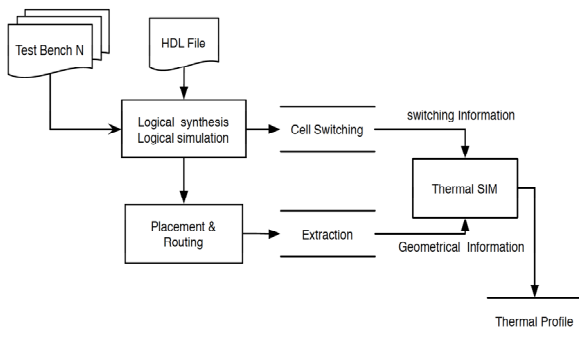 Test Bench N
HDL File
Logical synthesis
Logical simulation
Cell Switching
switching Information
Thermal SIM
Placement &
Routing
Extraction
Geometrical Information
Thermal Profile